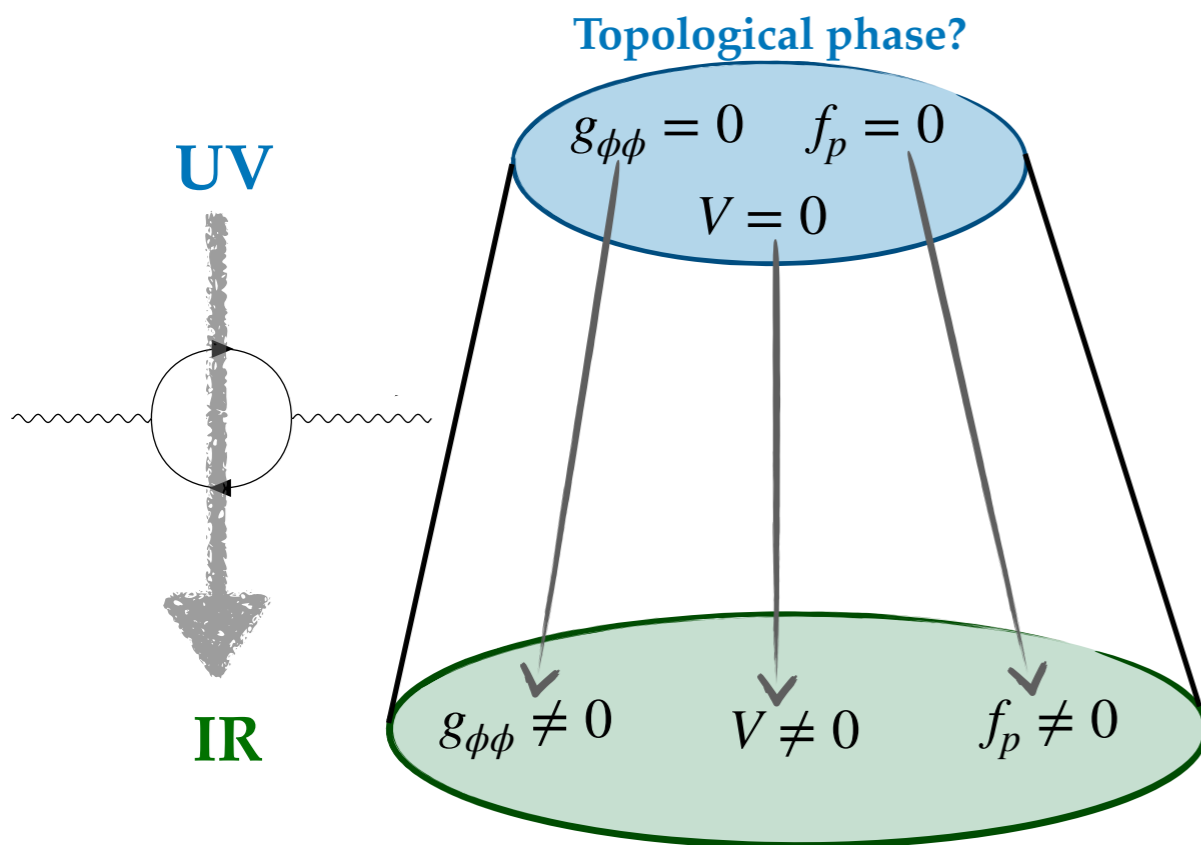 Topological phase?
UV
g_{ϕϕ} = 0 f_p = 0
V = 0
IR
g_{ϕϕ} ≠ 0 V ≠ 0 f_p ≠ 0